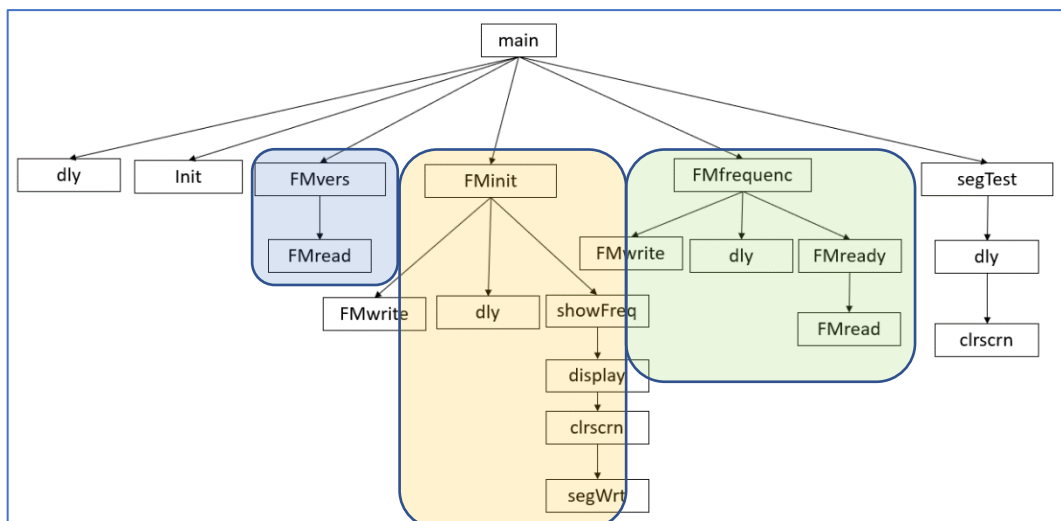 main
dly
Init
FMvers
FMinit
FMfrequenc
segTest
FMread
FMwrite
dly
FMready
dly
FMwrite
dly
showFreq
FMread
clrscrn
display
clrscrn
segWrt